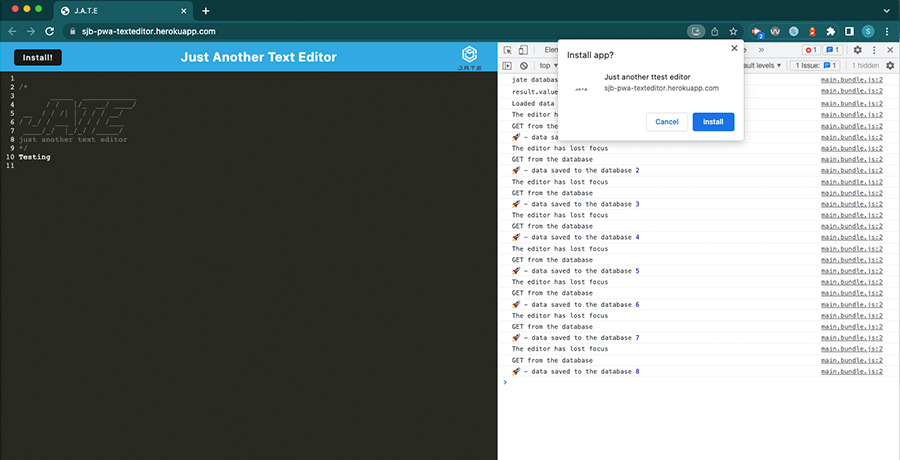 J.A.T.E
sjb-pwa-texteditor.herokuapp.com
Install!
Just Another Text Editor
J.A.T.E
1
2 /*
3
4
5
6
7
8 just another text editor
9 */
10 Testing
11
Install app?
Just another ttest editor
sjb-pwa-texteditor.herokuapp.com
Cancel
Install
top
1 Issue: 1
1 hidden
main.bundle.js:2
result.value
main.bundle.js:2
Loaded data
main.bundle.js:2
The editor h
main.bundle.js:2
GET from the
main.bundle.js:2
main.bundle.js:2
The editor has lost focus main.bundle.js:2
GET from the database main.bundle.js:2
🚀 - data saved to the database 2 main.bundle.js:2
The editor has lost focus main.bundle.js:2
GET from the database main.bundle.js:2
🚀 - data saved to the database 3 main.bundle.js:2
The editor has lost focus main.bundle.js:2
GET from the database main.bundle.js:2
🚀 - data saved to the database 4 main.bundle.js:2
The editor has lost focus main.bundle.js:2
GET from the database main.bundle.js:2
🚀 - data saved to the database 5 main.bundle.js:2
The editor has lost focus main.bundle.js:2
GET from the database main.bundle.js:2
🚀 - data saved to the database 6 main.bundle.js:2
The editor has lost focus main.bundle.js:2
GET from the database main.bundle.js:2
🚀 - data saved to the database 7 main.bundle.js:2
The editor has lost focus main.bundle.js:2
GET from the database main.bundle.js:2
🚀 - data saved to the database 8 main.bundle.js:2